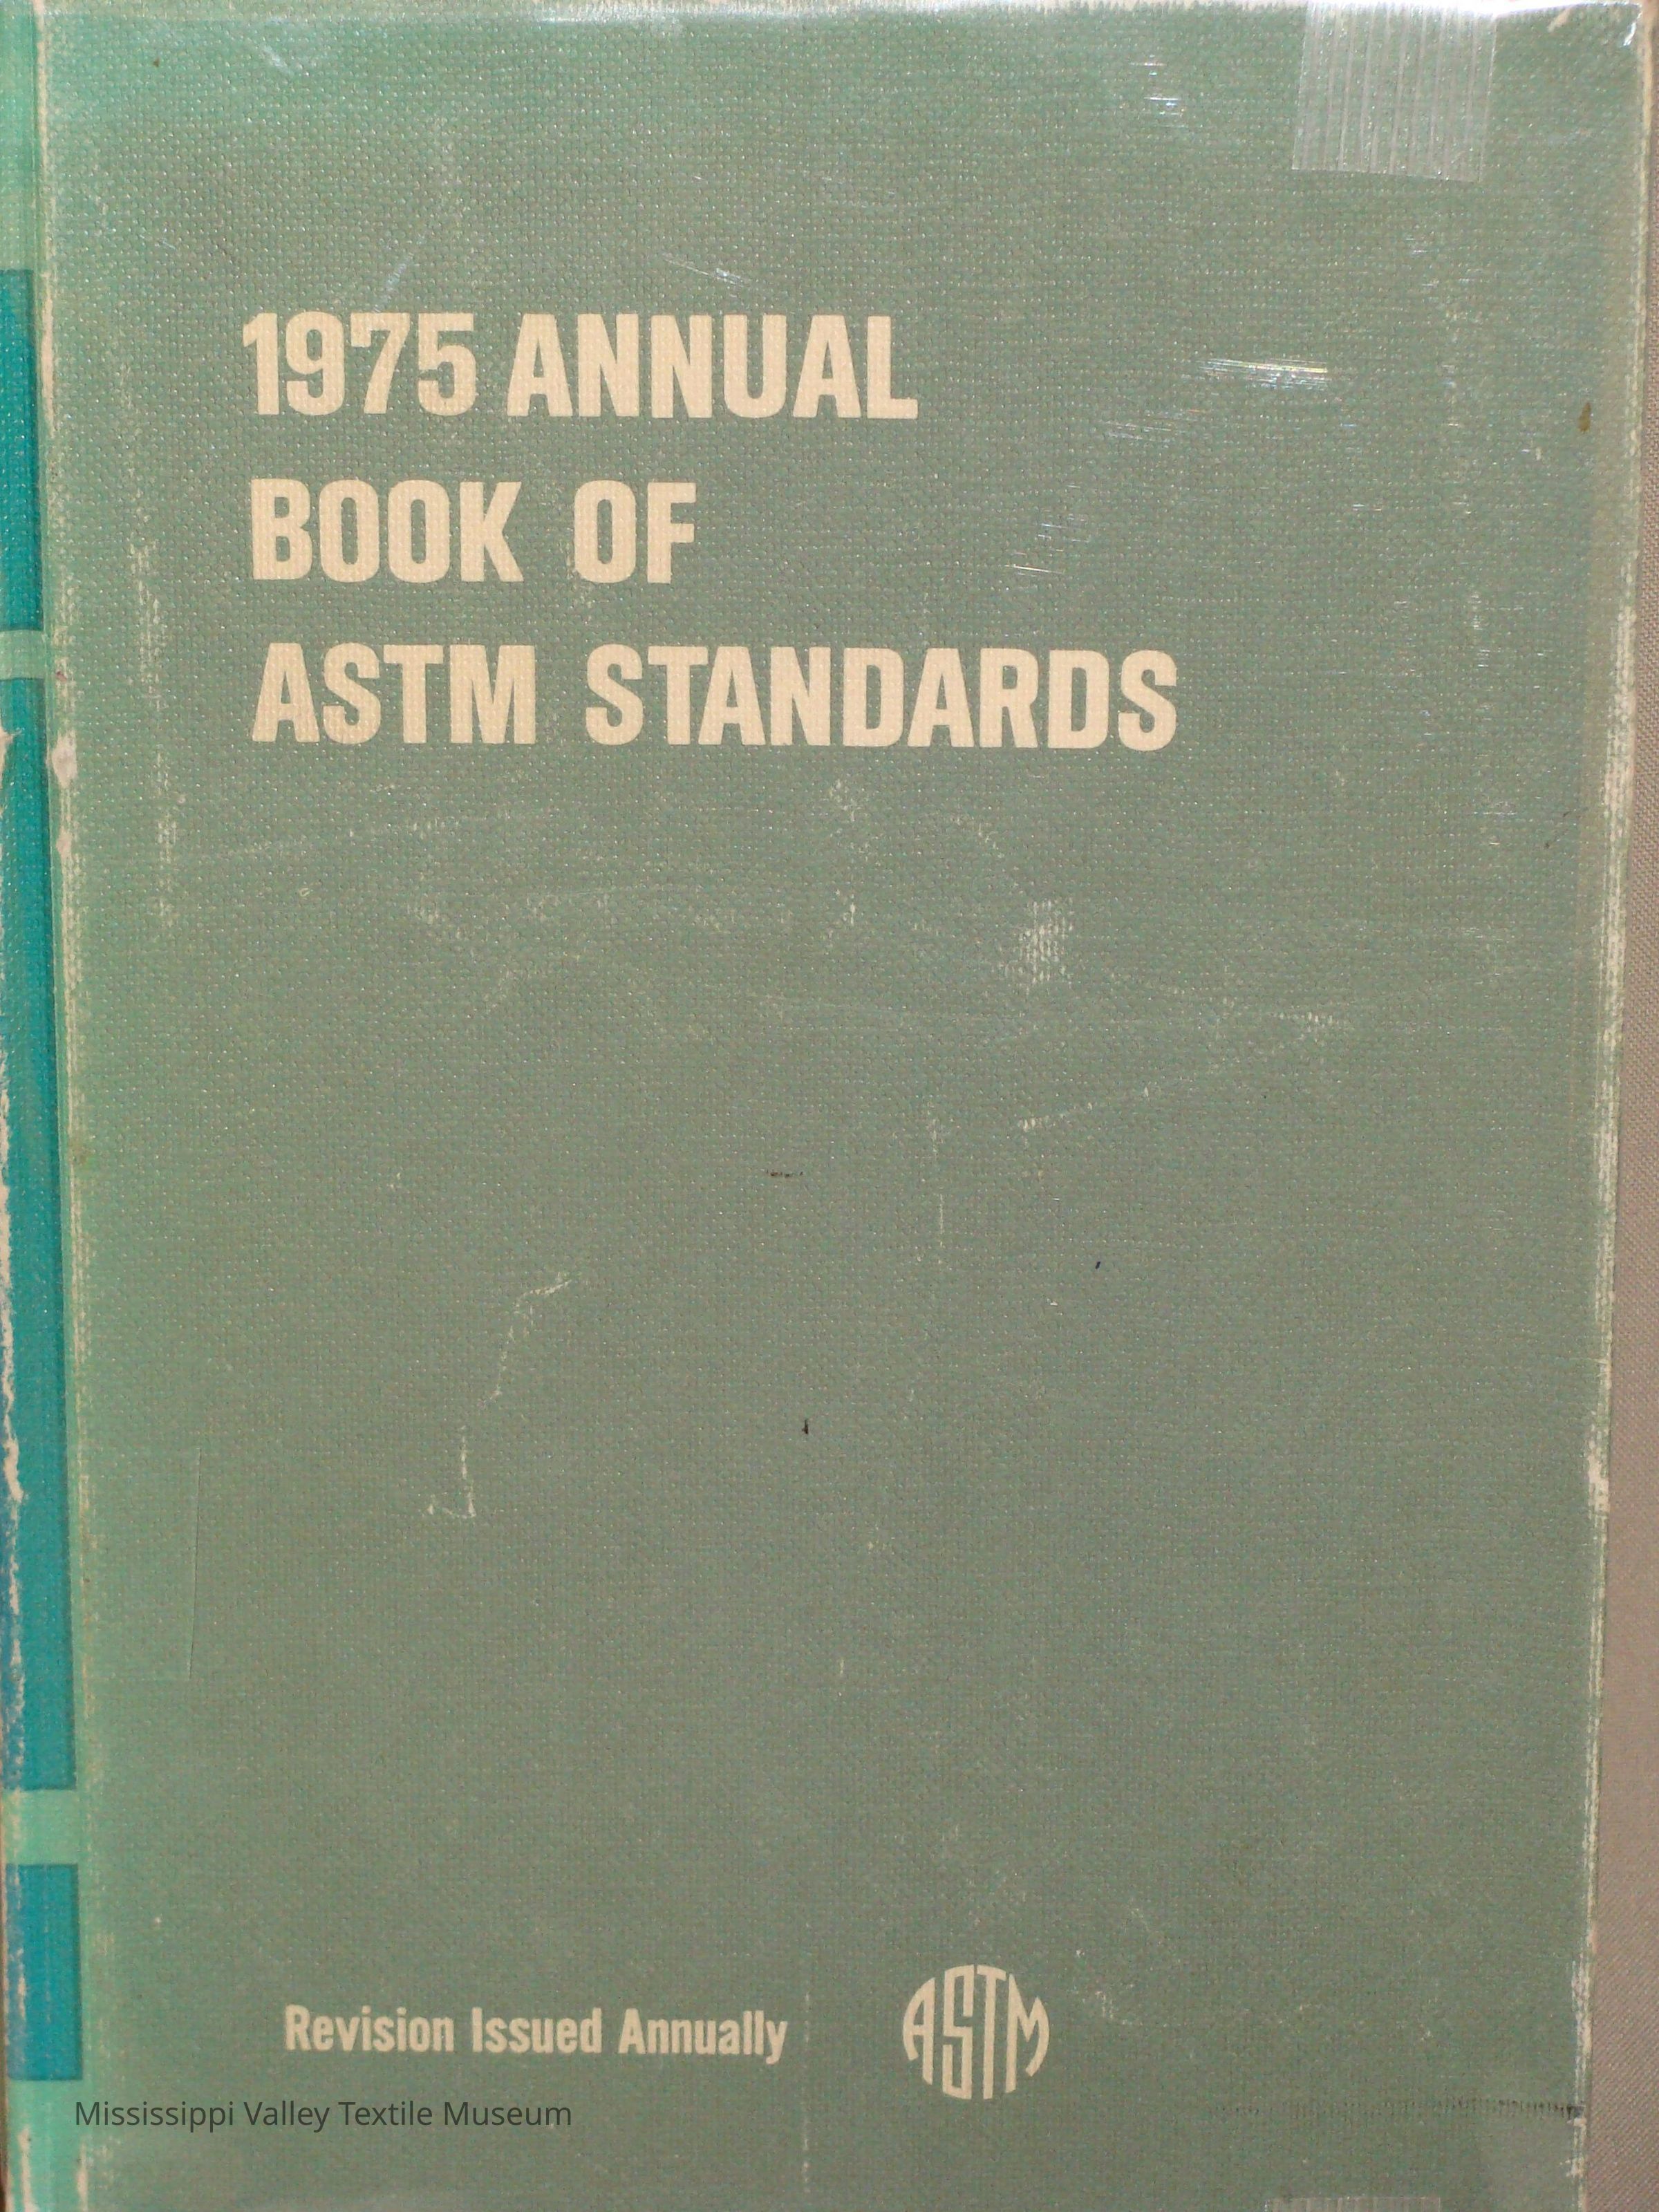 1975 ANNUAL
BOOK OF
ASTM STANDARDS
Revision Issued Annually
ASTM
Mississippi Valley Textile Museum